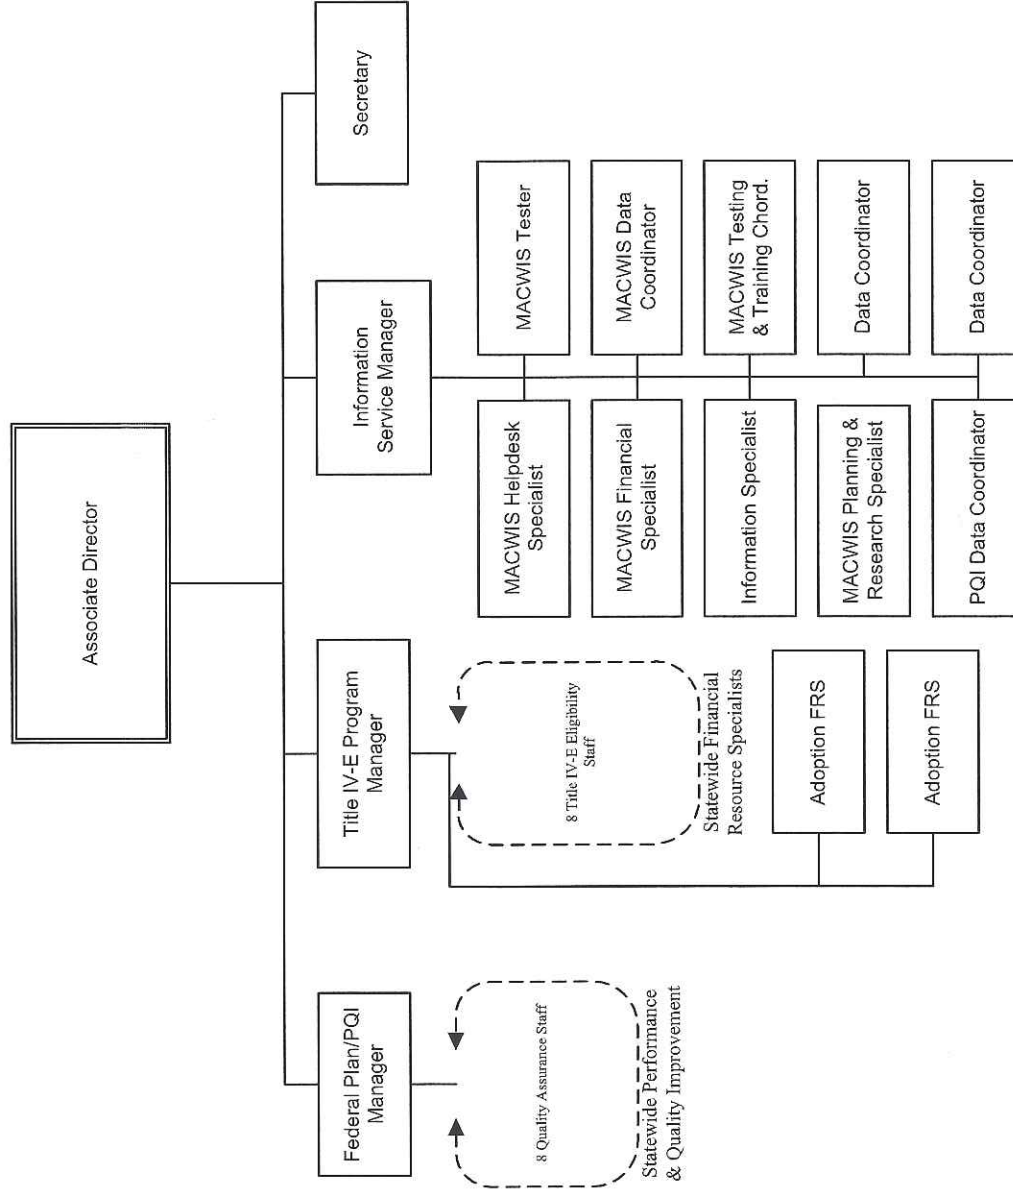 Associate Director
Federal Plan/PQI
Manager
Title IV-E Program
Manager
Information
Service Manager
Secretary
8 Quality Assurance Staff
Statewide Performance
& Quality Improvement
8 Title IV-E Eligibility
Staff
Statewide Financial
Resource Specialists
Adoption FRS
Adoption FRS
MACWIS Helpdesk
Specialist
MACWIS Tester
MACWIS Financial
Specialist
MACWIS Data
Coordinator
Information Specialist
MACWIS Testing
& Training Chord.
MACWIS Planning &
Research Specialist
Data Coordinator
PQI Data Coordinator
Data Coordinator